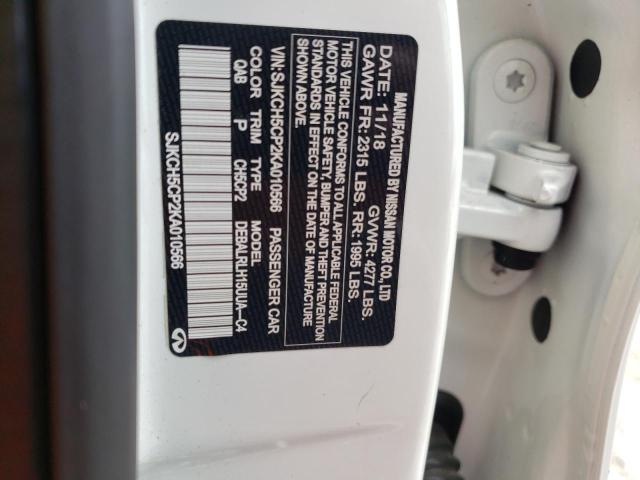 MANUFACTURED BY NISSAN MOTOR CO., LTD
DATE: 11/18 GVWR: 4277 LBS.
GAWR FR: 2315 LBS. RR: 1995 LBS.
THIS VEHICLE CONFORMS TO ALL APPLICABLE FEDERAL
MOTOR VEHICLE SAFETY, BUMPER AND THEFT PREVENTION
STANDARDS IN EFFECT ON THE DATE OF MANUFACTURE
SHOWN ABOVE.
VIN: SJKCH5CP2KA010566 PASSENGER CAR
COLOR TRIM TYPE MODEL
QAB P CH5CP2 DEBALRLH15UUA-C4
SJKCH5CP2KA010566